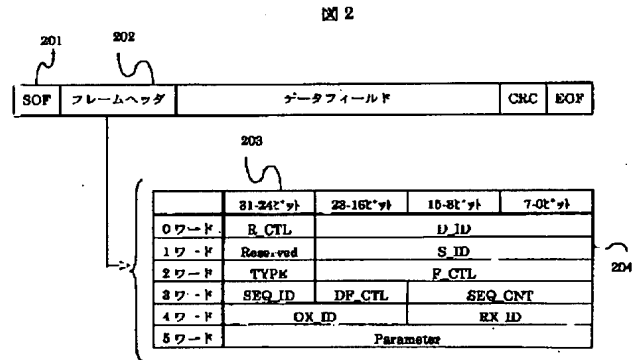 図 2
201
202
SOF フレームヘッダ データフィールド CRC EOF
203
31-24ビット 23-16ビット 15-8ビット 7-0ビット
0ワード R_CTL D_ID
1ワード Reserved S_ID
2ワード TYPE F_CTL
3ワード SEQ_ID DF_CTL SEQ_CNT
4ワード OX_ID RX_ID
5ワード Parameter
204